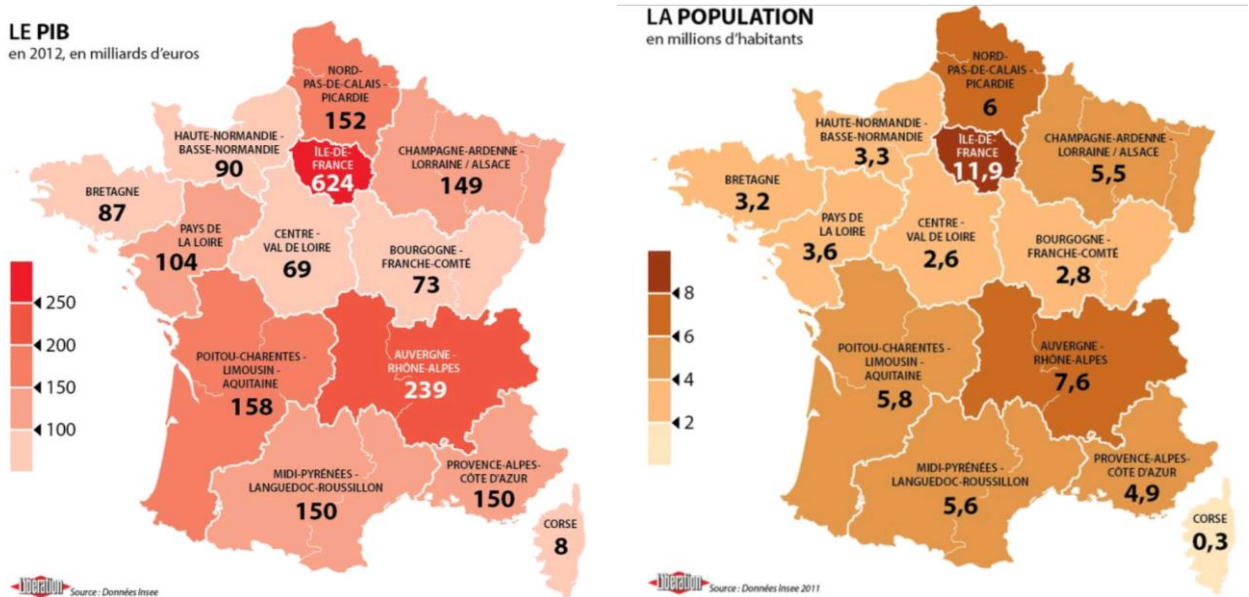 LE PIB
en 2012, en milliards d'euros
NORD-
PAS-DE-CALAIS -
PICARDIE
152
HAUTE-NORMANDIE -
BASSE-NORMANDIE
90
ÎLE-DE-
FRANCE
624
CHAMPAGNE-ARDENNE -
LORRAINE / ALSACE
149
BRETAGNE
87
PAYS DE
LA LOIRE
104
CENTRE -
VAL DE LOIRE
69
BOURGOGNE -
FRANCHE-COMTÉ
73
250
200
150
100
POITOU-CHARENTES -
LIMOUSIN -
AQUITAINE
158
AUVERGNE -
RHÔNE-ALPES
239
MIDI-PYRÉNÉES -
LANGUEDOC-ROUSSILLON
150
PROVENCE-ALPES-
CÔTE D'AZUR
150
CORSE
8
Libération
Source : Données Insee
LA POPULATION
en millions d'habitants
NORD-
PAS-DE-CALAIS -
PICARDIE
6
HAUTE-NORMANDIE -
BASSE-NORMANDIE
3,3
ÎLE-DE-
FRANCE
11,9
CHAMPAGNE-ARDENNE -
LORRAINE / ALSACE
5,5
BRETAGNE
3,2
PAYS DE
LA LOIRE
3,6
CENTRE -
VAL DE LOIRE
2,6
BOURGOGNE -
FRANCHE-COMTÉ
2,8
8
6
4
2
POITOU-CHARENTES -
LIMOUSIN -
AQUITAINE
5,8
AUVERGNE -
RHÔNE-ALPES
7,6
MIDI-PYRÉNÉES -
LANGUEDOC-ROUSSILLON
5,6
PROVENCE-ALPES-
CÔTE D'AZUR
4,9
CORSE
0,3
Libération
Source : Données Insee 2011